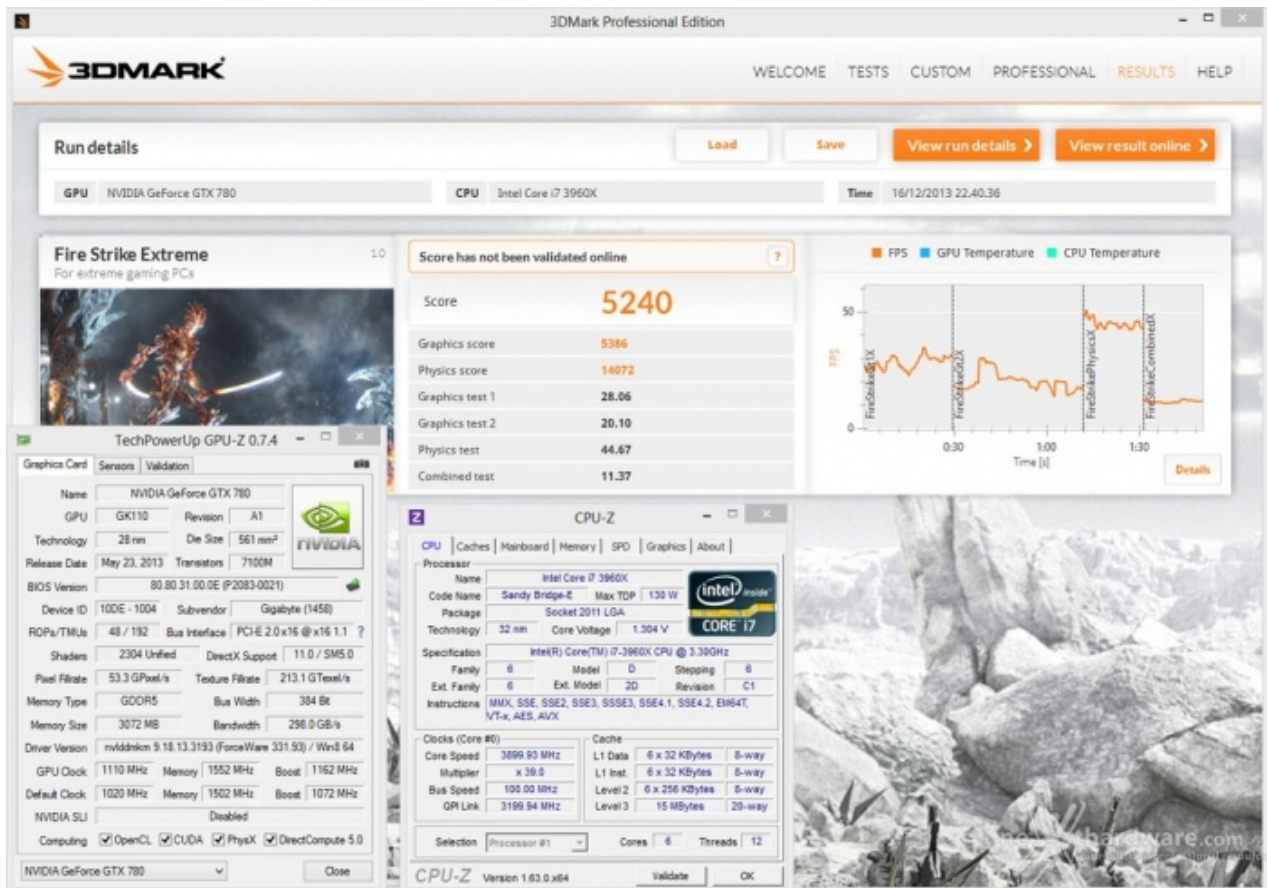 3DMark Professional Edition
3DMARK
WELCOME TESTS CUSTOM PROFESSIONAL RESULTS HELP
Run details
Load Save View run details View result online
GPU NVIDIA GeForce GTX 780 CPU Intel Core i7 3960X Time 16/12/2013 22.40.36
Fire Strike Extreme 1.0
For extreme gaming PCs
Score has not been validated online ?
Score 5240
Graphics score 5386
Physics score 14072
Graphics test 1 28.06
Graphics test 2 20.10
Physics test 44.67
Combined test 11.37
FPS GPU Temperature CPU Temperature
50
FPS
0
FireStrikeGt1X
FireStrikeGt2X
FireStrikePhysicsX
FireStrikeCombinedX
0:30 1:00 1:30
Time [s]
Details
TechPowerUp GPU-Z 0.7.4
Graphics Card Sensors Validation
Name NVIDIA GeForce GTX 780
GPU GK110 Revision A1
Technology 28 nm Die Size 561 mm²
NVIDIA
Release Date May 23, 2013 Transistors 7100M
BIOS Version 80.80.31.00.0E (P2083-0021)
Device ID 10DE - 1004 Subvendor Gigabyte (1458)
ROPs/TMUs 48 / 192 Bus Interface PCI-E 2.0 x16 @ x16 1.1 ?
Shaders 2304 Unified DirectX Support 11.0 / SM5.0
Pixel Fillrate 53.3 GPixel/s Texture Fillrate 213.1 GTexel/s
Memory Type GDDR5 Bus Width 384 Bit
Memory Size 3072 MB Bandwidth 298.0 GB/s
Driver Version nvlddmkm 9.18.13.3193 (ForceWare 331.93) / Win8 64
GPU Clock 1110 MHz Memory 1552 MHz Boost 1162 MHz
Default Clock 1020 MHz Memory 1502 MHz Boost 1072 MHz
NVIDIA SLI Disabled
Computing OpenCL CUDA PhysX DirectCompute 5.0
NVIDIA GeForce GTX 780 Close
CPU-Z
CPU Caches Mainboard Memory SPD Graphics About
Processor
Name Intel Core i7 3960X
Code Name Sandy Bridge-E Max TDP 130 W
Package Socket 2011 LGA
Technology 32 nm Core Voltage 1.304 V
intel inside
CORE i7
Specification Intel(R) Core(TM) i7-3960X CPU @ 3.30GHz
Family 6 Model D Stepping 6
Ext. Family 6 Ext. Model 2D Revision C1
Instructions MMX, SSE, SSE2, SSE3, SSSE3, SSE4.1, SSE4.2, EM64T,
VT-x, AES, AVX
Clocks (Core #0)
Core Speed 3899.93 MHz
Multiplier x 39.0
Bus Speed 100.00 MHz
QPI Link 3199.94 MHz
Cache
L1 Data 6 x 32 KBytes 8-way
L1 Inst. 6 x 32 KBytes 8-way
Level 2 6 x 256 KBytes 8-way
Level 3 15 MBytes 20-way
Selection Processor #1 Cores 6 Threads 12
CPU-Z Version 1.63.0.x64 Validate OK